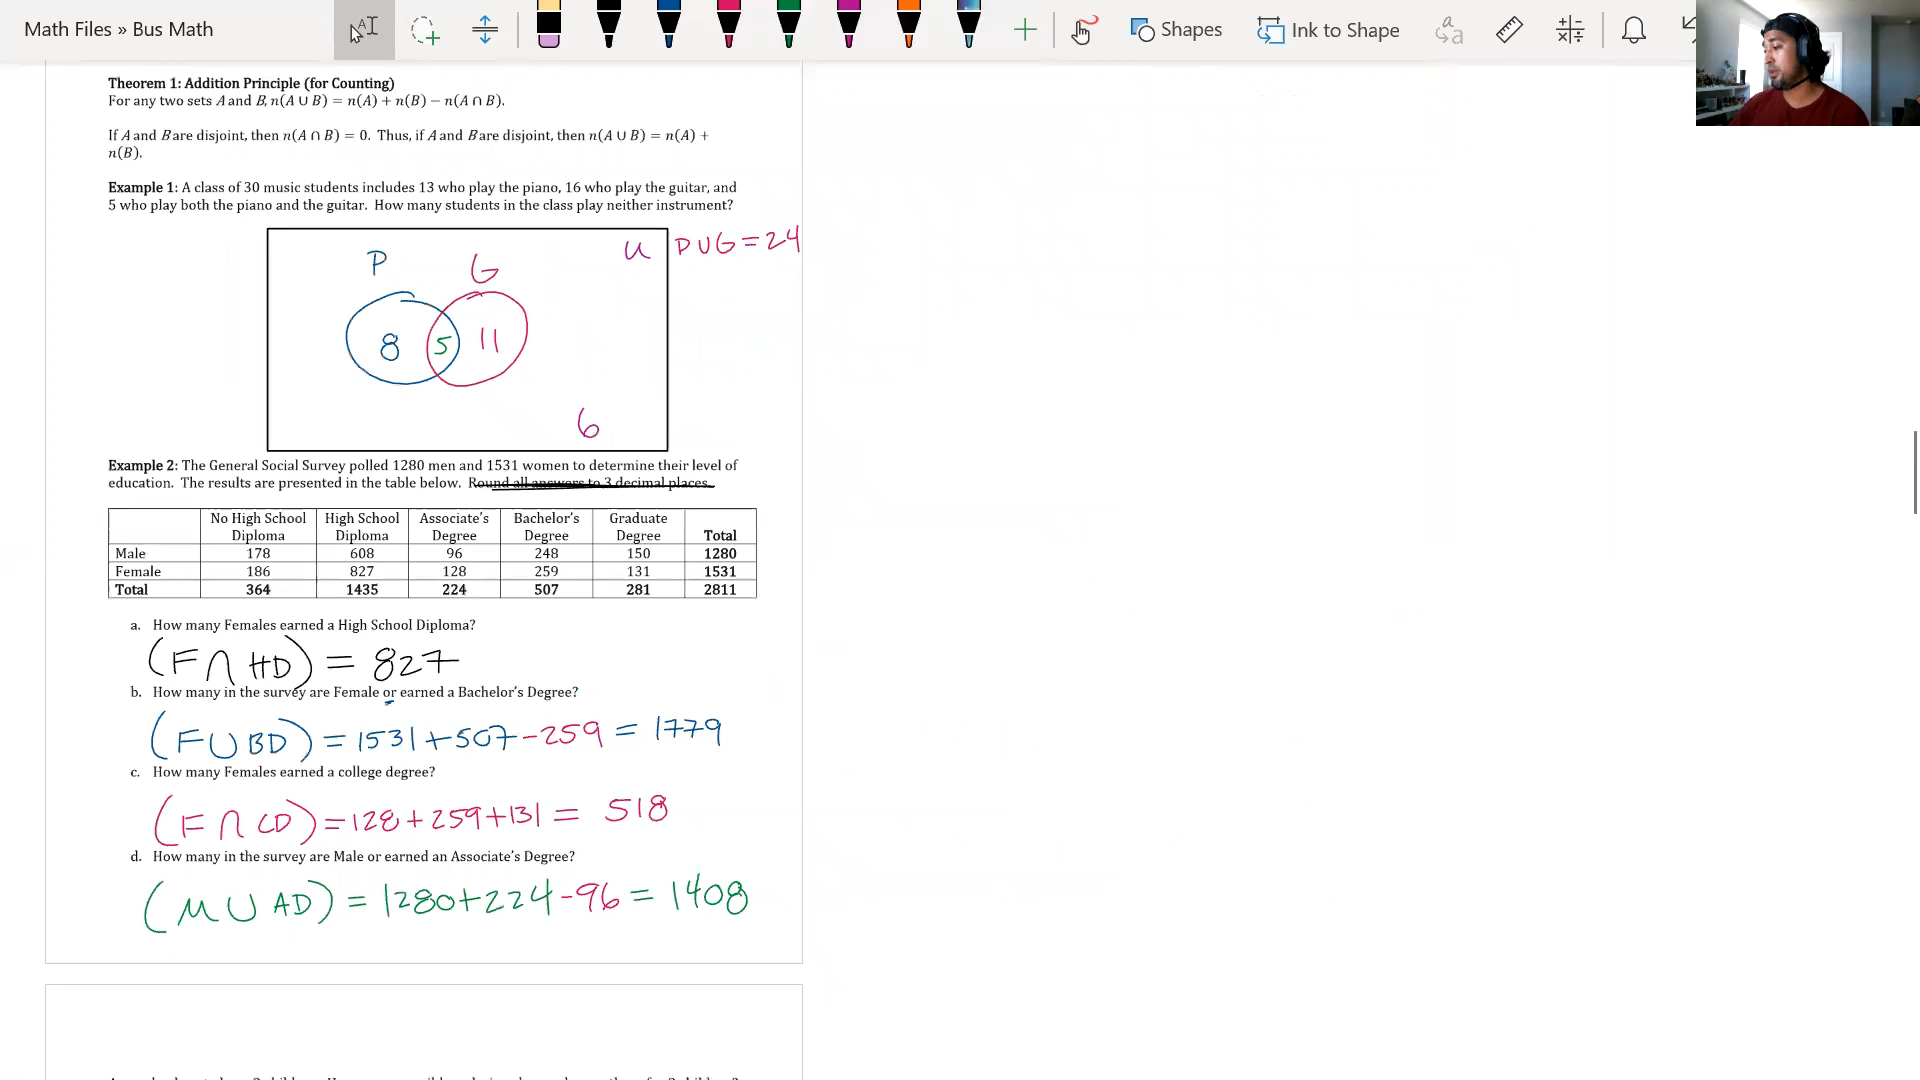 Math Files » Bus Math
Shapes
Ink to Shape
Theorem 1: Addition Principle (for Counting)
For any two sets A and B, n(A ∪ B) = n(A) + n(B) − n(A ∩ B).
If A and B are disjoint, then n(A ∩ B) = 0. Thus, if A and B are disjoint, then n(A ∪ B) = n(A) +
n(B).
Example 1: A class of 30 music students includes 13 who play the piano, 16 who play the guitar, and
5 who play both the piano and the guitar. How many students in the class play neither instrument?
U P∪G=24
P G
8 5 11
6
Example 2: The General Social Survey polled 1280 men and 1531 women to determine their level of
education. The results are presented in the table below. Round all answers to 3 decimal places.
No High School Diploma High School Diploma Associate's Degree Bachelor's Degree Graduate Degree Total
Male 178 608 96 248 150 1280
Female 186 827 128 259 131 1531
Total 364 1435 224 507 281 2811
a. How many Females earned a High School Diploma?
(F ∩ HD) = 827
b. How many in the survey are Female or earned a Bachelor's Degree?
(F ∪ BD) = 1531+507-259 = 1779
c. How many Females earned a college degree?
(F ∩ CD) = 128+259+131 = 518
d. How many in the survey are Male or earned an Associate's Degree?
(M ∪ AD) = 1280+224-96 = 1408